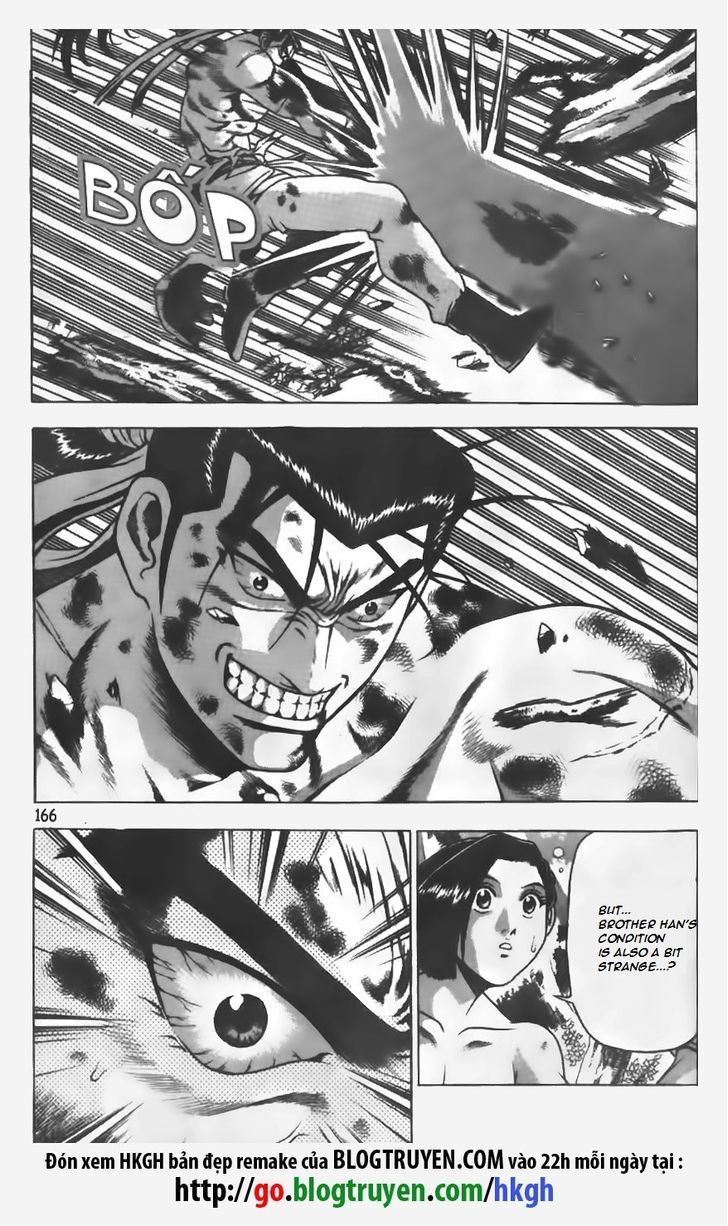 BỐP
166
BUT...
BROTHER HAN'S
CONDITION
IS ALSO A BIT
STRANGE...?
Đón xem HKGH bản đẹp remake của BLOGTRUYEN.COM vào 22h mỗi ngày tại :
http://go.blogtruyen.com/hkgh